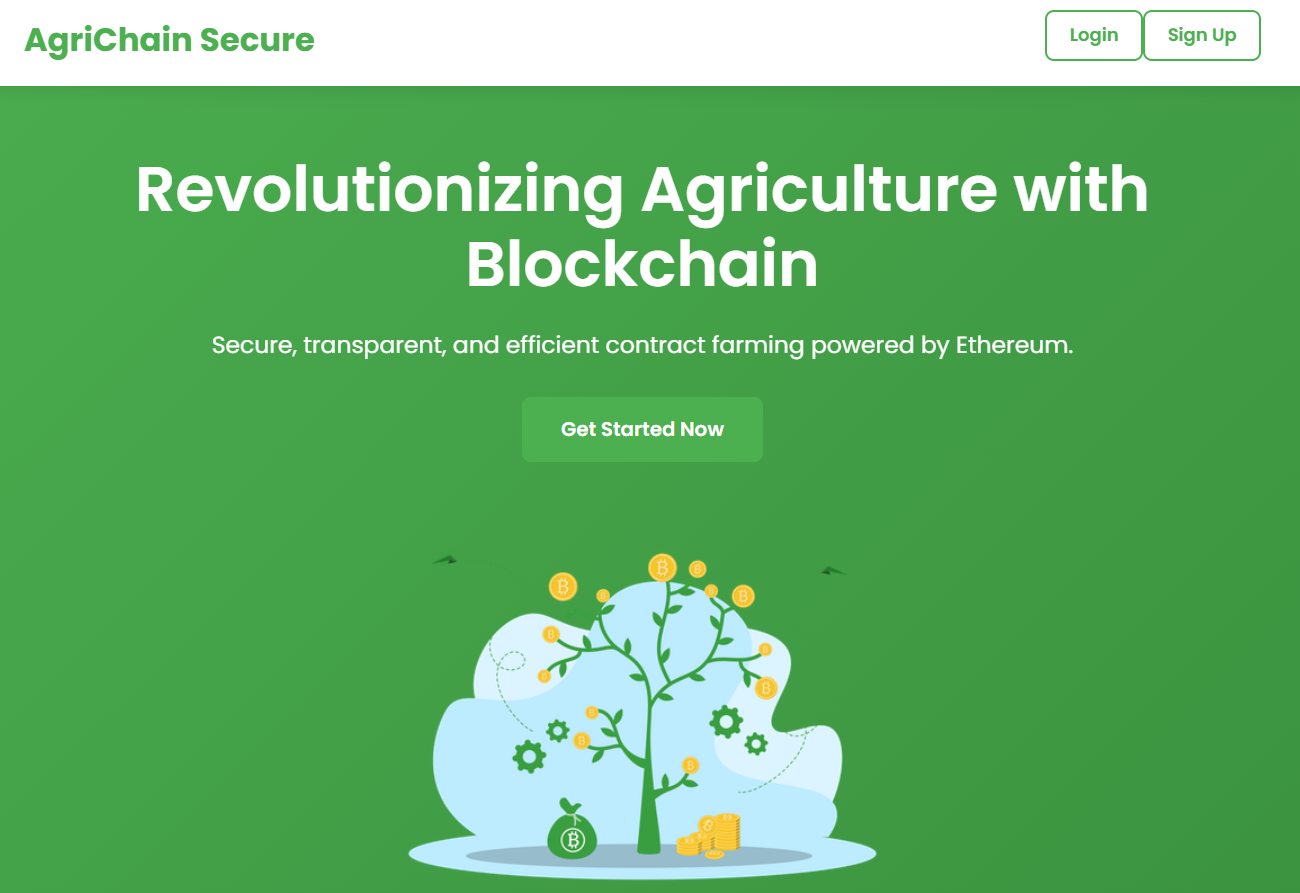 AgriChain Secure
Login
Sign Up
Revolutionizing Agriculture with
Blockchain
Secure, transparent, and efficient contract farming powered by Ethereum.
Get Started Now